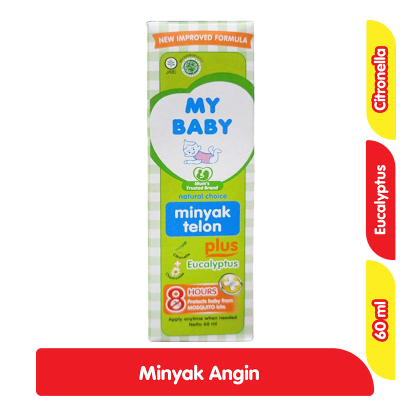 NEW IMPROVED FORMULA
MY
BABY
Mum's
Trusted Brand
natural choice
minyak
telon
plus
Eucalyptus
8 HOURS
Protects baby from
MOSQUITO bite
Apply anytime when needed
Netto 60 ml
Citronella
Eucalyptus
60 ml
Minyak Angin